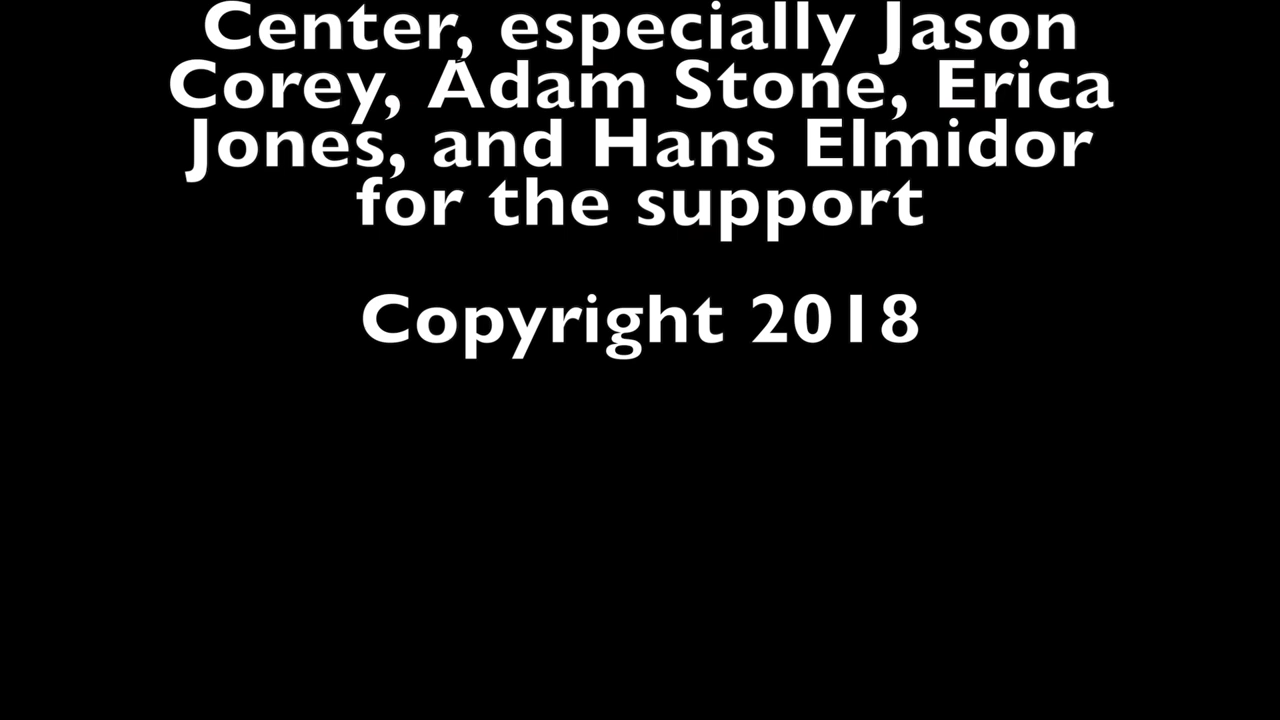 Center, especially Jason
Corey, Adam Stone, Erica
Jones, and Hans Elmidor
for the support
Copyright 2018